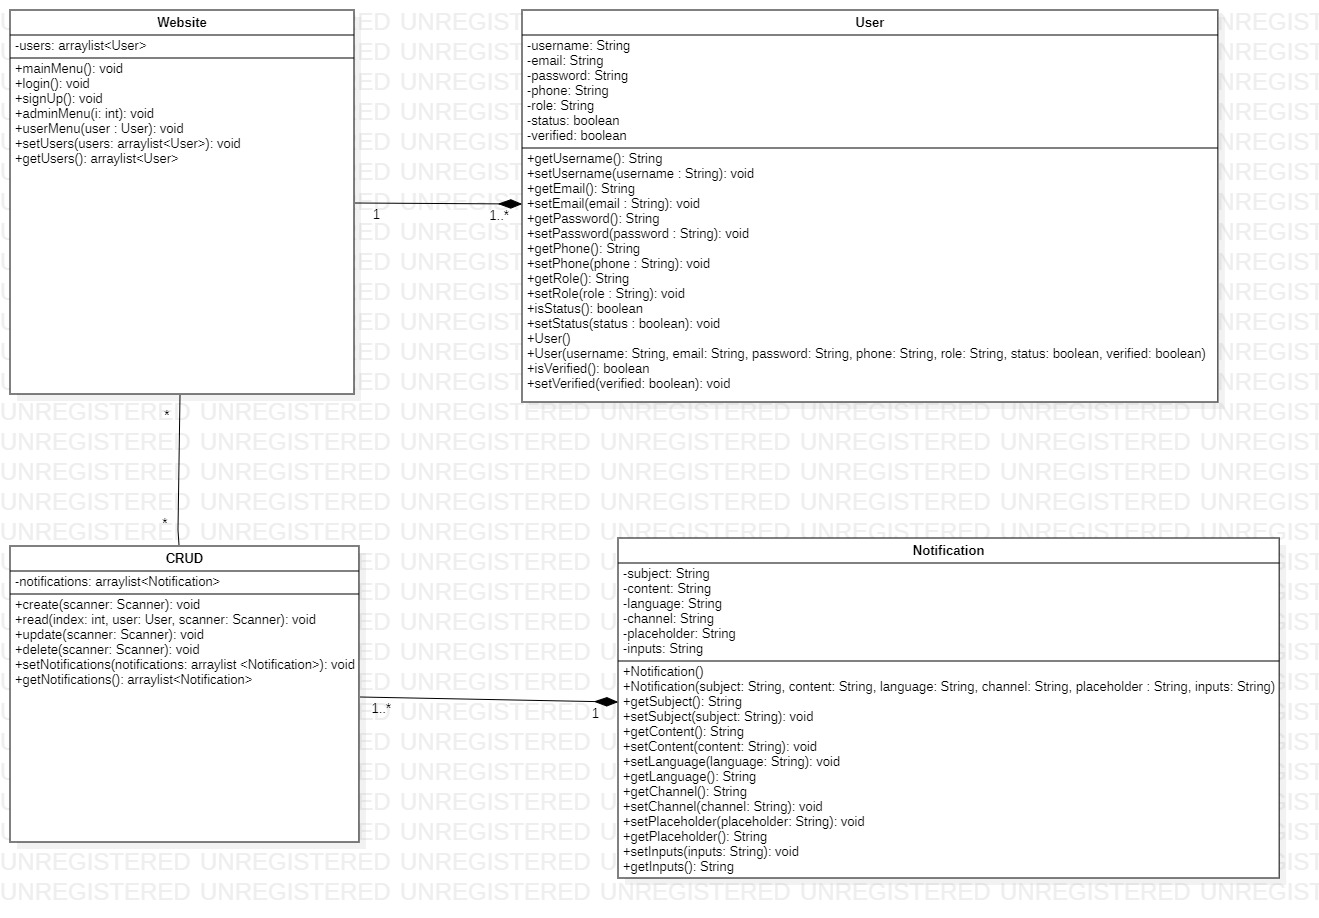 Website
-users: arraylist<User>
+mainMenu(): void
+login(): void
+signUp(): void
+adminMenu(i: int): void
+userMenu(user : User): void
+setUsers(users: arraylist<User>): void
+getUsers(): arraylist<User>
User
-username: String
-email: String
-password: String
-phone: String
-role: String
-status: boolean
-verified: boolean
+getUsername(): String
+setUsername(username : String): void
+getEmail(): String
+setEmail(email : String): void
+getPassword(): String
+setPassword(password : String): void
+getPhone(): String
+setPhone(phone : String): void
+getRole(): String
+setRole(role : String): void
+isStatus(): boolean
+setStatus(status : boolean): void
+User()
+User(username: String, email: String, password: String, phone: String, role: String, status: boolean, verified: boolean)
+isVerified(): boolean
+setVerified(verified: boolean): void
1
1..*
*
*
CRUD
-notifications: arraylist<Notification>
+create(scanner: Scanner): void
+read(index: int, user: User, scanner: Scanner): void
+update(scanner: Scanner): void
+delete(scanner: Scanner): void
+setNotifications(notifications: arraylist <Notification>): void
+getNotifications(): arraylist<Notification>
1..*
1
Notification
-subject: String
-content: String
-language: String
-channel: String
-placeholder: String
-inputs: String
+Notification()
+Notification(subject: String, content: String, language: String, channel: String, placeholder : String, inputs: String)
+getSubject(): String
+setSubject(subject: String): void
+getContent(): String
+setContent(content: String): void
+setLanguage(language: String): void
+getLanguage(): String
+getChannel(): String
+setChannel(channel: String): void
+setPlaceholder(placeholder: String): void
+getPlaceholder(): String
+setInputs(inputs: String): void
+getInputs(): String
UNREGISTERED